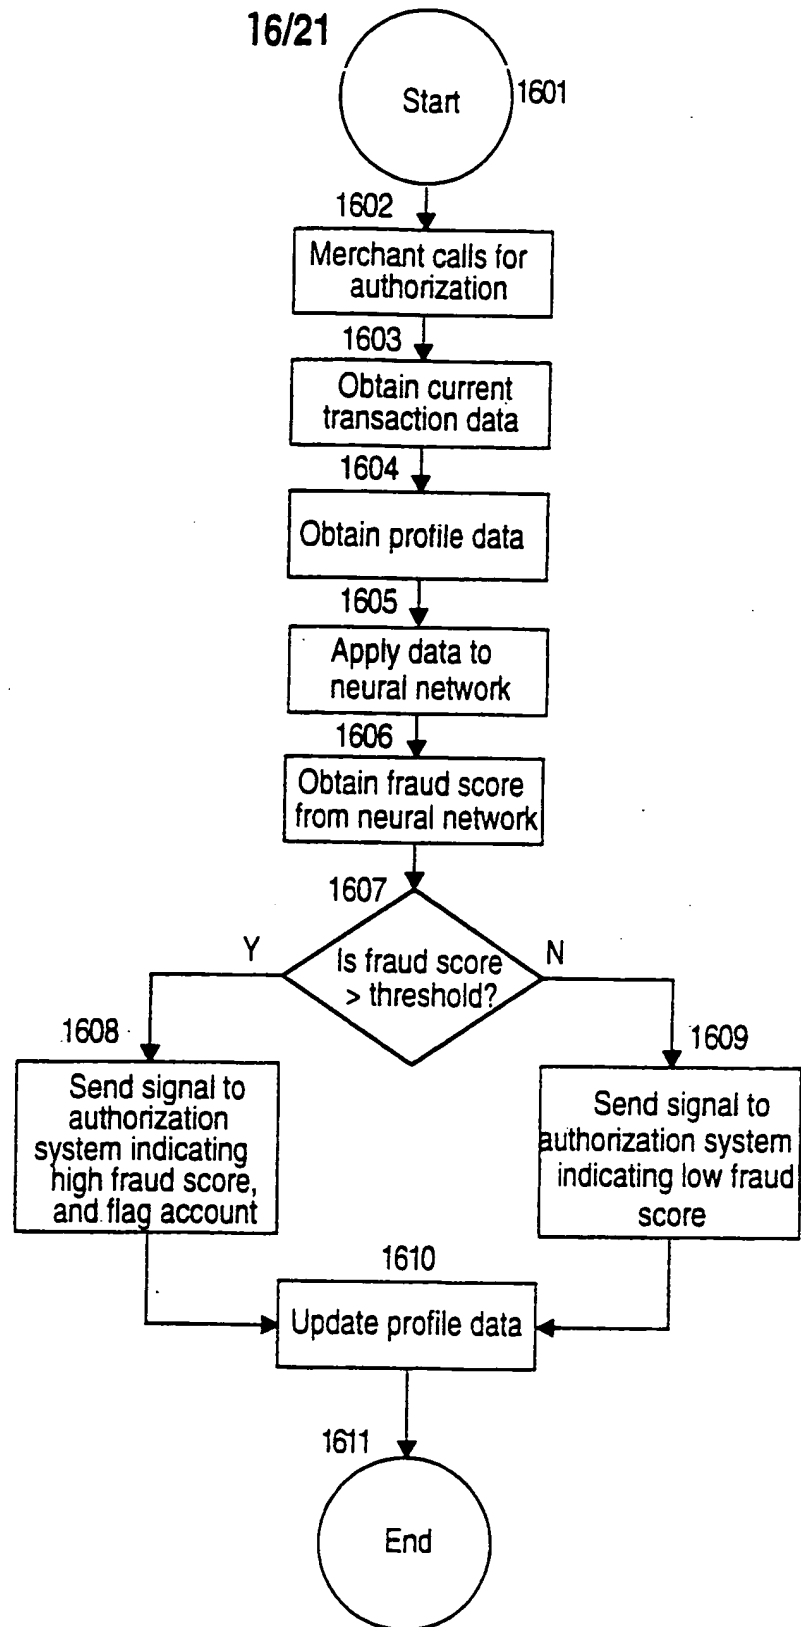 16/21
Start
1601
1602
Merchant calls for
authorization
1603
Obtain current
transaction data
1604
Obtain profile data
1605
Apply data to
neural network
1606
Obtain fraud score
from neural network
1607
Y
Is fraud score
> threshold?
N
1608
Send signal to
authorization
system indicating
high fraud score,
and flag account
1609
Send signal to
authorization system
indicating low fraud
score
1610
Update profile data
1611
End